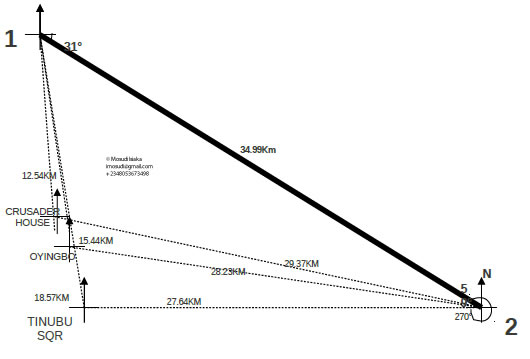 1
31°
34.99Km
© Mosudi Isiaka
imosudi@gmail.com
+2348053673498
12.54KM
CRUSADER
HOUSE
15.44KM
OYINGBO
29.37KM
28.23KM
N
18.57KM
27.64KM
5
270°
2
TINUBU
SQR